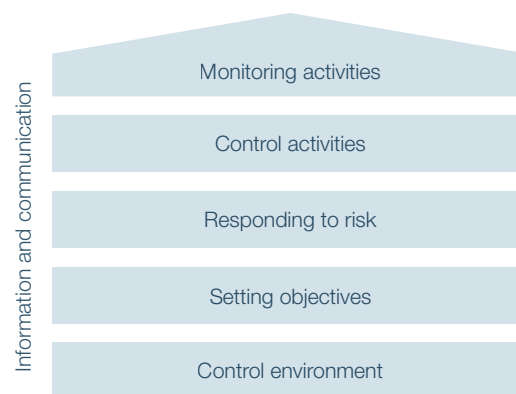 Information and communication
Monitoring activities
Control activities
Responding to risk
Setting objectives
Control environment